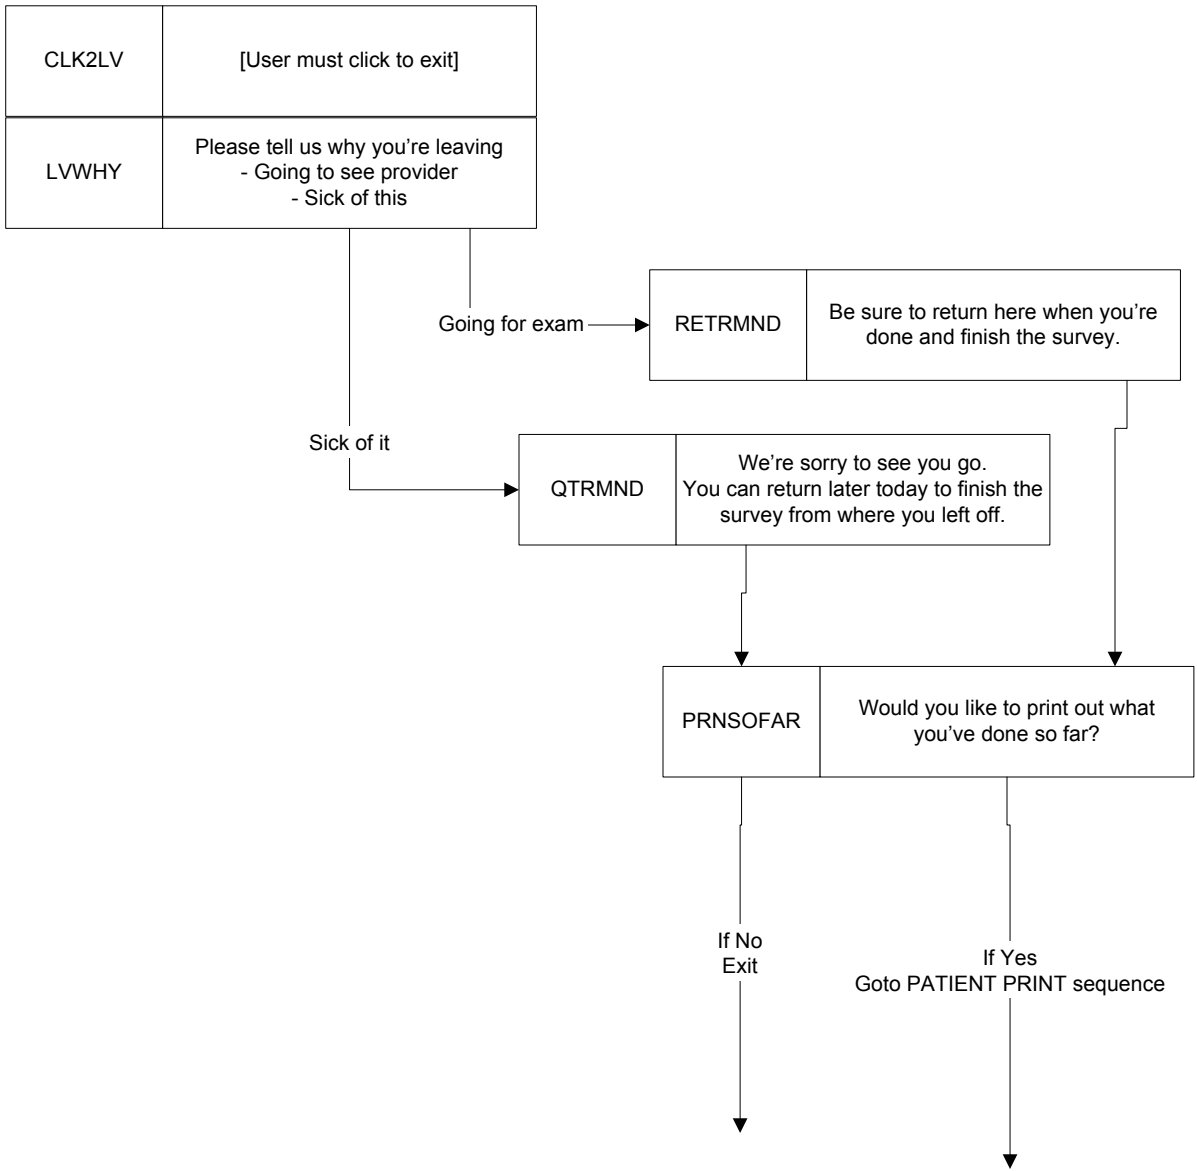 CLK2LV
[User must click to exit]
LVWHY
Please tell us why you’re leaving
- Going to see provider
- Sick of this
Going for exam
RETRMND
Be sure to return here when you’re
done and finish the survey.
Sick of it
QTRMND
We’re sorry to see you go.
You can return later today to finish the
survey from where you left off.
PRNSOFAR
Would you like to print out what
you’ve done so far?
If No
Exit
If Yes
Goto PATIENT PRINT sequence